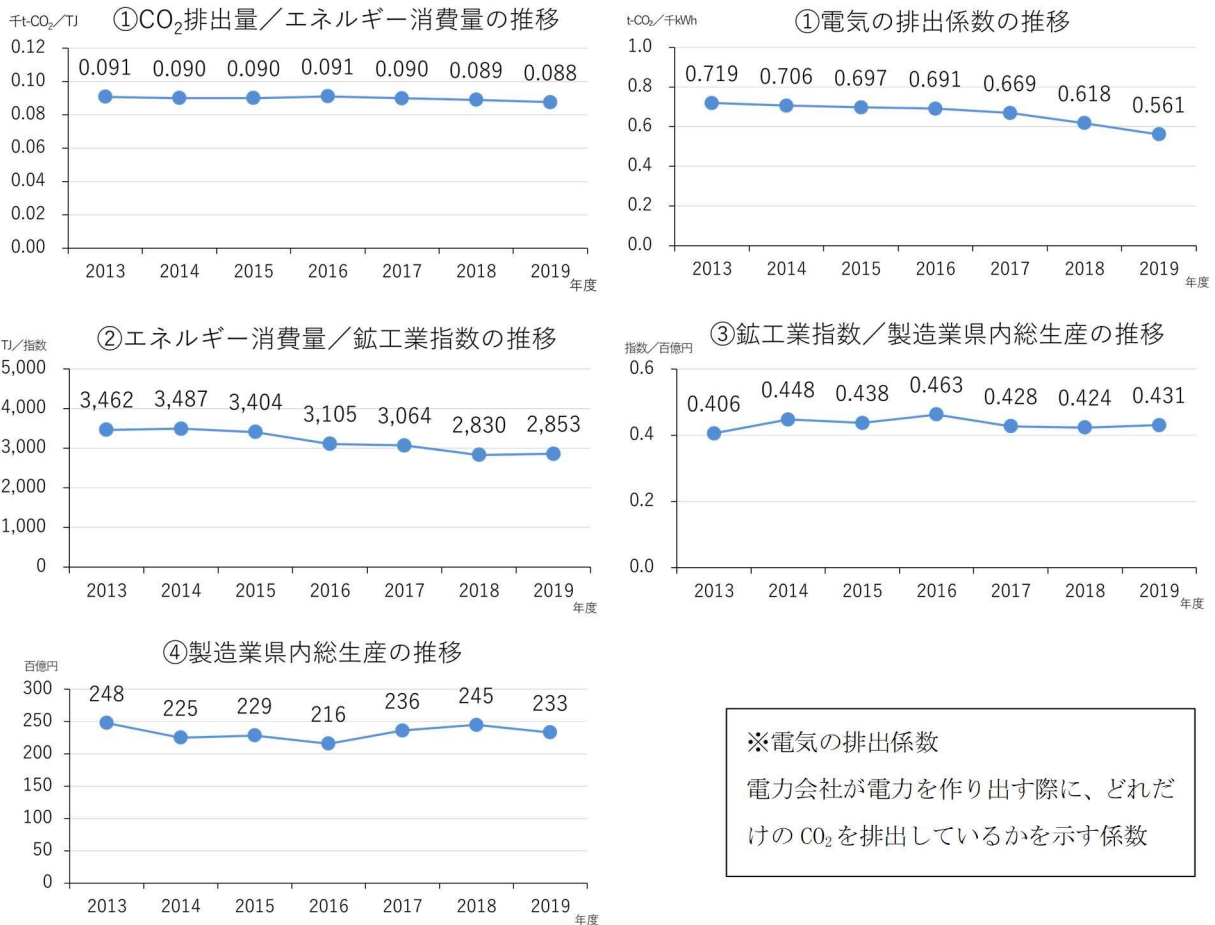 ①CO₂排出量／エネルギー消費量の推移
千t-CO₂／TJ
0.12
0.10
0.08
0.06
0.04
0.02
0.00
0.091 0.090 0.090 0.091 0.090 0.089 0.088
2013 2014 2015 2016 2017 2018 2019
年度
①電気の排出係数の推移
t-CO₂／千kWh
1.0
0.8
0.6
0.4
0.2
0.0
0.719 0.706 0.697 0.691 0.669 0.618 0.561
2013 2014 2015 2016 2017 2018 2019
年度
②エネルギー消費量／鉱工業指数の推移
TJ／指数
5,000
4,000
3,000
2,000
1,000
0
3,462 3,487 3,404 3,105 3,064 2,830 2,853
2013 2014 2015 2016 2017 2018 2019
年度
③鉱工業指数／製造業県内総生産の推移
指数／百億円
0.6
0.4
0.2
0.0
0.406 0.448 0.438 0.463 0.428 0.424 0.431
2013 2014 2015 2016 2017 2018 2019
年度
④製造業県内総生産の推移
百億円
300
250
200
150
100
50
0
248 225 229 216 236 245 233
2013 2014 2015 2016 2017 2018 2019
年度
※電気の排出係数
電力会社が電力を作り出す際に、どれだ
けの CO₂を排出しているかを示す係数